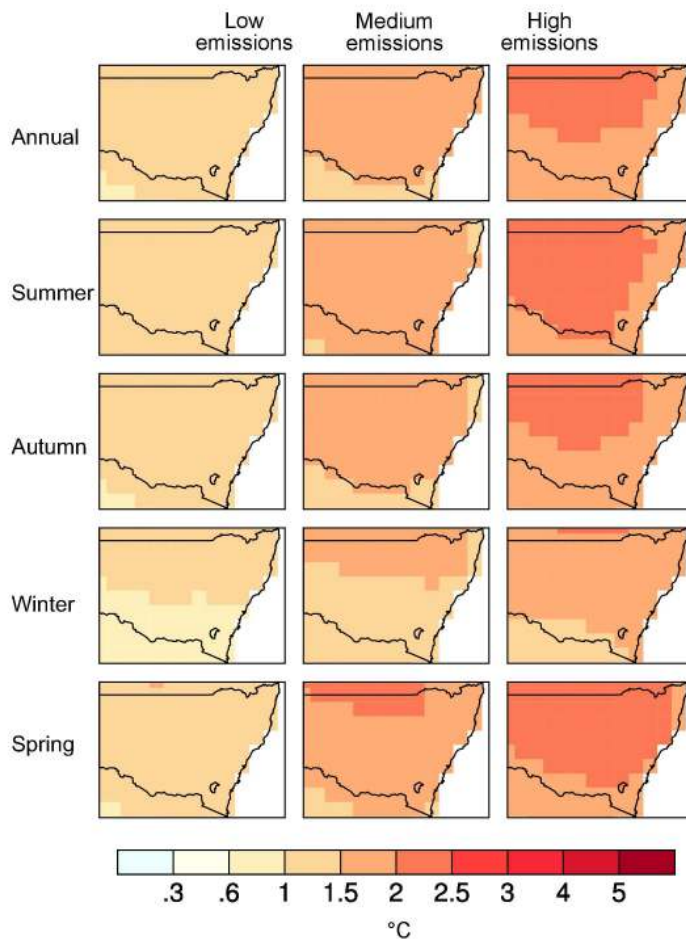 Low emissions
Medium emissions
High emissions
Annual
Summer
Autumn
Winter
Spring
.3 .6 1 1.5 2 2.5 3 4 5
°C